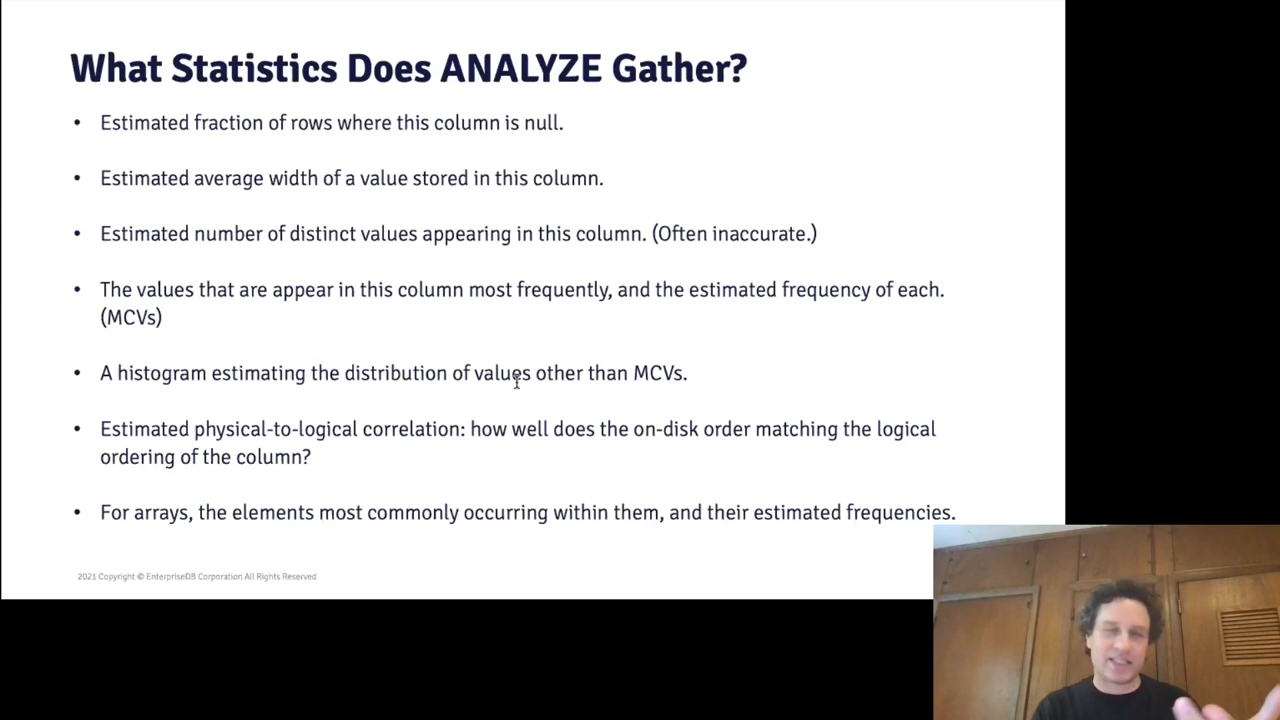 What Statistics Does ANALYZE Gather?
• Estimated fraction of rows where this column is null.
• Estimated average width of a value stored in this column.
• Estimated number of distinct values appearing in this column. (Often inaccurate.)
• The values that are appear in this column most frequently, and the estimated frequency of each.
(MCVs)
• A histogram estimating the distribution of values other than MCVs.
• Estimated physical-to-logical correlation: how well does the on-disk order matching the logical
ordering of the column?
• For arrays, the elements most commonly occurring within them, and their estimated frequencies.
2021 Copyright © EnterpriseDB Corporation All Rights Reserved